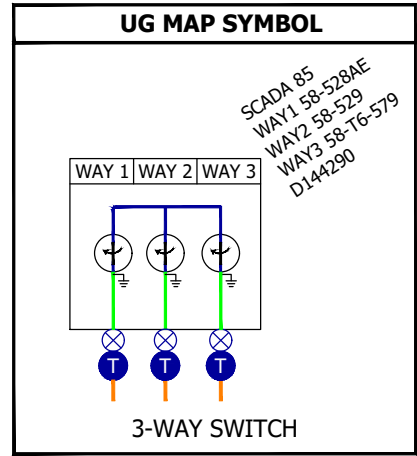 UG MAP SYMBOL
SCADA 85
WAY1 58-528AE
WAY2 58-529
WAY3 58-T6-579
D144290
WAY 1 WAY 2 WAY 3
T T T
3-WAY SWITCH